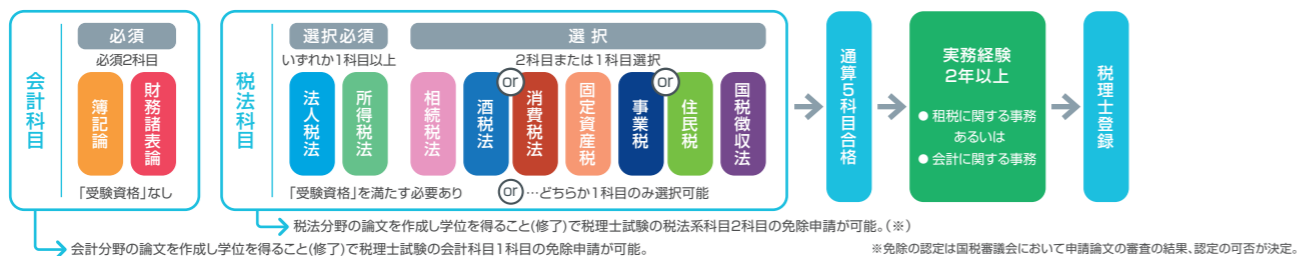 会計科目
必須
必須2科目
簿記論
財務諸表論
「受験資格」なし
税法科目
選択必須
いずれか1科目以上
法人税法
所得税法
選択
2科目または1科目選択
相続税法
酒税法
or
消費税法
固定資産税
事業税
or
住民税
国税徴収法
「受験資格」を満たす必要あり
or…どちらか1科目のみ選択可能
通算5科目合格
実務経験
2年以上
● 租税に関する事務
あるいは
● 会計に関する事務
税理士登録
税法分野の論文を作成し学位を得ること(修了)で税理士試験の税法系科目2科目の免除申請が可能。(※)
会計分野の論文を作成し学位を得ること(修了)で税理士試験の会計科目1科目の免除申請が可能。
※免除の認定は国税審議会において申請論文の審査の結果、認定の可否が決定。